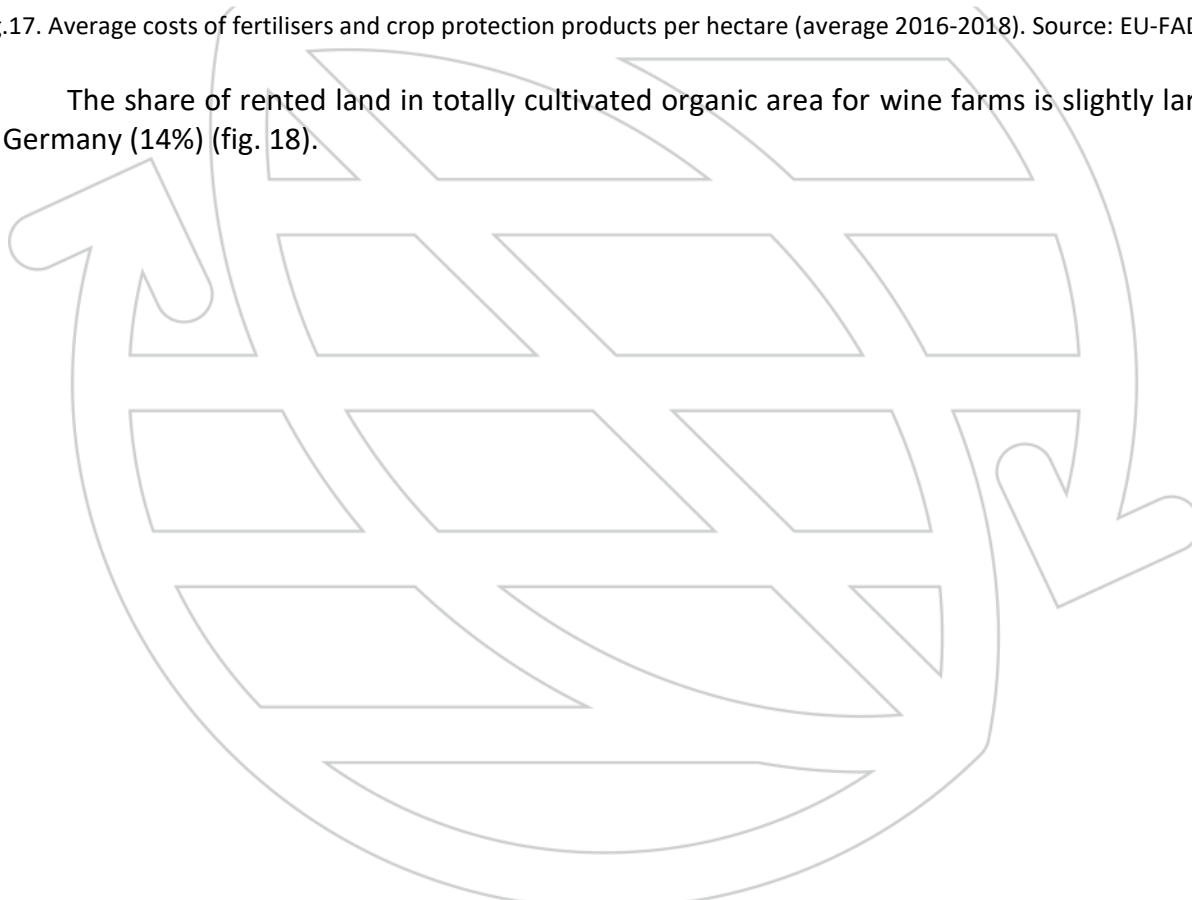 .17. Average costs of fertilisers and crop protection products per hectare (average 2016-2018). Source: EU-FAD
The share of rented land in totally cultivated organic area for wine farms is slightly lar
Germany (14%) (fig. 18).